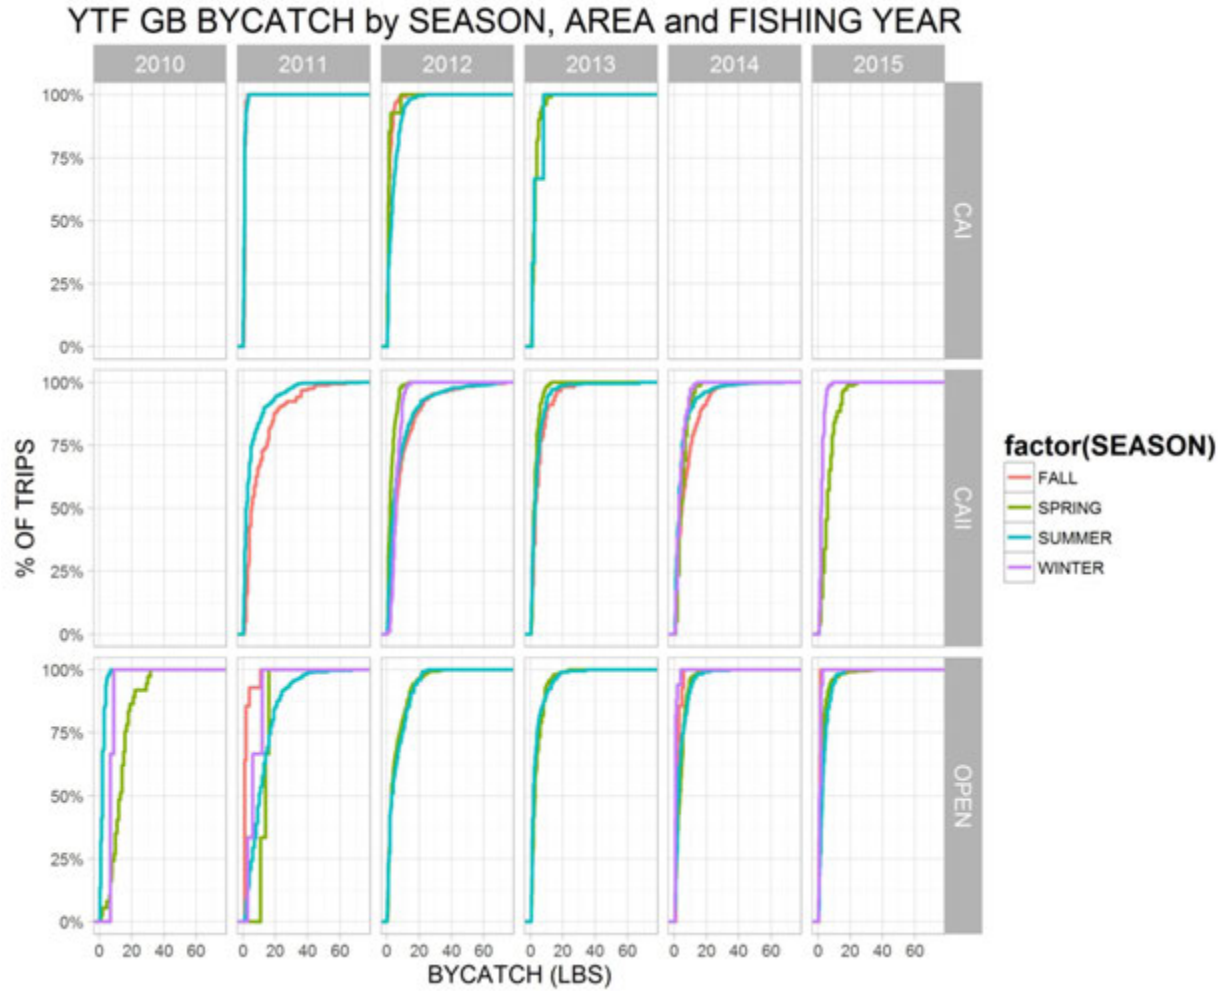 YTF GB BYCATCH by SEASON, AREA and FISHING YEAR
2010 2011 2012 2013 2014 2015
100%
75%
50%
25%
0%
CAI
100%
75%
50%
25%
0%
CAII
100%
75%
50%
25%
0%
OPEN
% OF TRIPS
0 20 40 60 0 20 40 60 0 20 40 60 0 20 40 60 0 20 40 60 0 20 40 60
BYCATCH (LBS)
factor(SEASON)
FALL
SPRING
SUMMER
WINTER